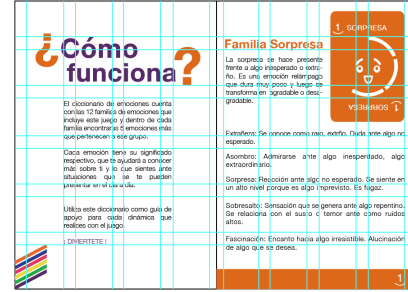 ¿Cómo
funciona?
El diccionario de emociones cuenta
con las 12 familias de emociones que
incluye este juego y dentro de cada
familia encontraras 5 emociones más
que pertenecen a ese grupo.
Cada emoción tiene su significado
respectivo, que te ayudará a conocer
más sobre ti y lo que sientes ante
situaciones que se te pueden
presentar en el día a día.
Utiliza este diccionario como guía de
apoyo para cada dinámica que
realices con el juego.
¡ DIVIERTETE !
Familia Sorpresa
La sorpresa se hace presente
frente a algo inesperado o extra-
ño. Es una emoción relámpago
que dura muy poco y luego se
transforma en agradable o desa-
gradable.
1 SORPRESA
1 SORPRESA
Extrañeza: Se conoce como raro, extrño. Duda ante algo no
esperado.
Asombro: Admirarse ante algo inesperado, algo
extraordinario.
Sorpresa: Reacción ante algo no esperado. Se siente en
un alto nivel porque es algo imprevisto. Es fugaz.
Sobresalto: Sensación que se genera ante algo repentino.
Se relaciona con el susto o temor ante como ruidos
altos.
Fascinación: Encanto hacia algo irresistible. Alucinación
de algo que se desea.
1